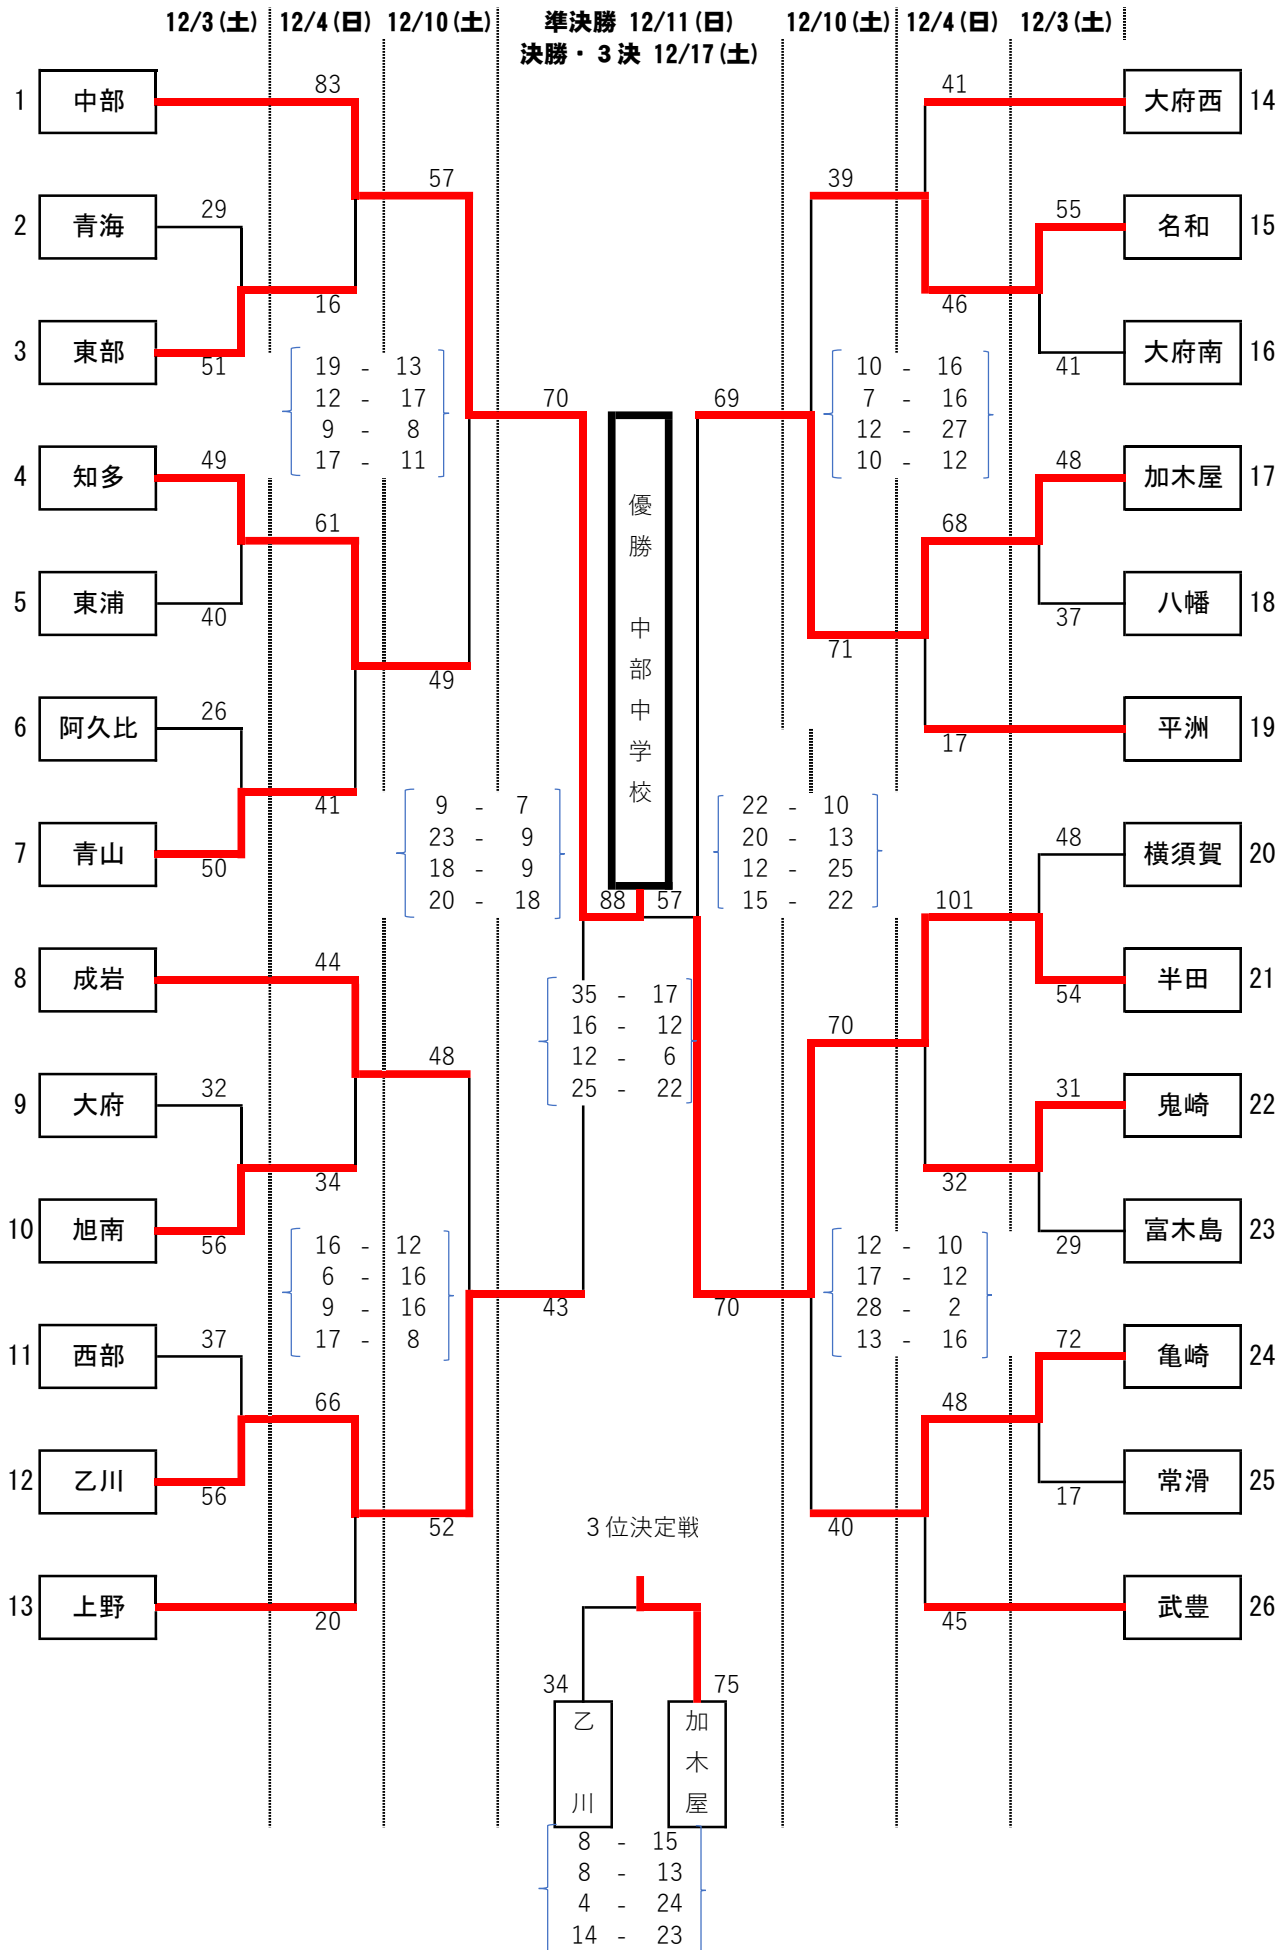 12/3(土) 12/4(日) 12/10(土) 準決勝 12/11(日) 12/10(土) 12/4(日) 12/3(土)
決勝・３決 12/17(土)
1 中部 83
41 大府西 14
57
39
2 青海 29
55 名和 15
16
46
3 東部 51
41 大府南 16
19 - 13
12 - 17
9 - 8
17 - 11
10 - 16
7 - 16
12 - 27
10 - 12
70
69
4 知多 49
48 加木屋 17
61
68
5 東浦 40
37 八幡 18
49
71
6 阿久比 26
17 平洲 19
41
7 青山 50
48 横須賀 20
優勝 中部中学校
9 - 7
23 - 9
18 - 9
20 - 18
22 - 10
20 - 13
12 - 25
15 - 22
88 57
101
8 成岩 44
54 半田 21
35 - 17
16 - 12
12 - 6
25 - 22
48
70
9 大府 32
31 鬼崎 22
34
32
10 旭南 56
29 富木島 23
16 - 12
6 - 16
9 - 16
17 - 8
12 - 10
17 - 12
28 - 2
13 - 16
43
70
11 西部 37
72 亀崎 24
66
48
12 乙川 56
17 常滑 25
52
40
13 上野 20
45 武豊 26
３位決定戦
34 75
乙川 加木屋
8 - 15
8 - 13
4 - 24
14 - 23